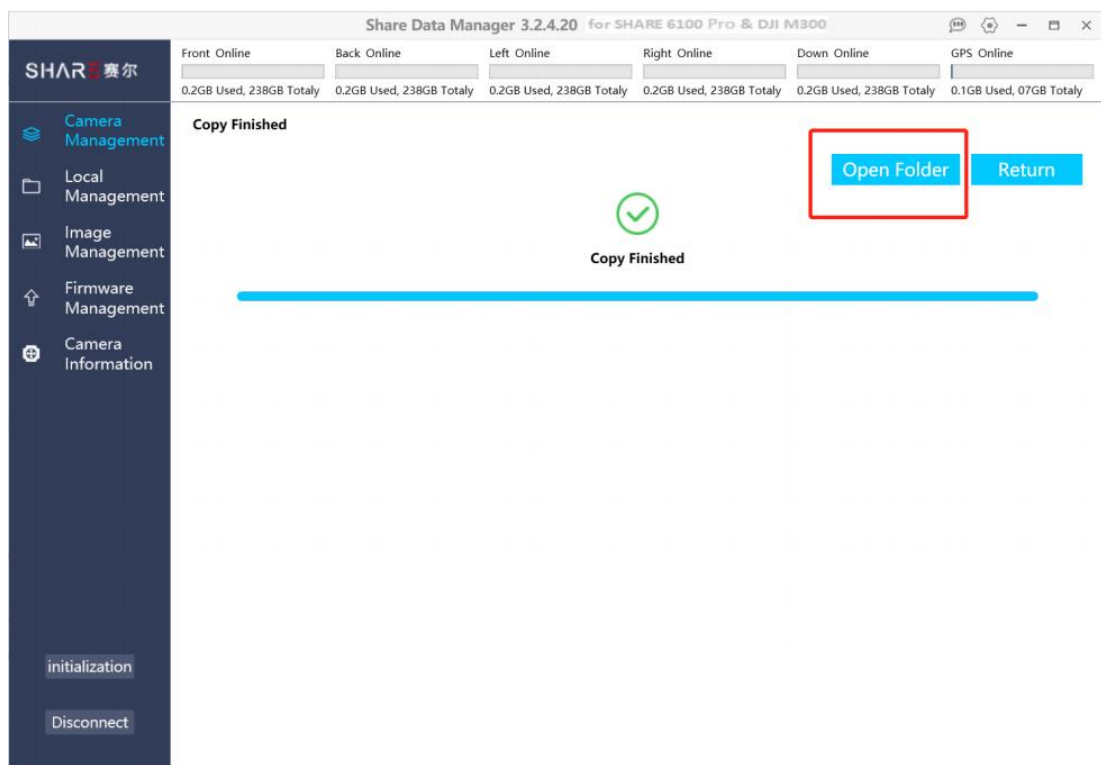 Share Data Manager 3.2.4.20 for SHARE 6100 Pro & DJI M300
SHARE赛尔
Front Online
Back Online
Left Online
Right Online
Down Online
GPS Online
0.2GB Used, 238GB Totaly
0.2GB Used, 238GB Totaly
0.2GB Used, 238GB Totaly
0.2GB Used, 238GB Totaly
0.2GB Used, 238GB Totaly
0.1GB Used, 07GB Totaly
Camera
Management
Local
Management
Image
Management
Firmware
Management
Camera
Information
initialization
Disconnect
Copy Finished
Open Folder
Return
Copy Finished